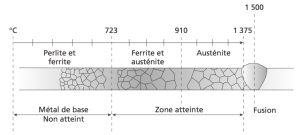 1 500
°C
723
910
1 375
Perlite et
ferrite
Ferrite et
austénite
Austénite
Métal de base
Non atteint
Zone atteinte
Fusion